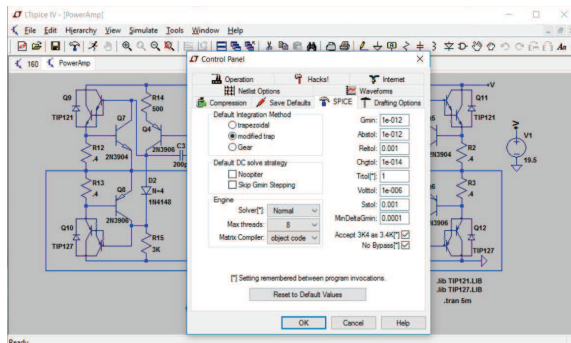 LTspice IV - [PowerAmp]
File Edit Hierarchy View Simulate Tools Window Help
160 PowerAmp
Control Panel
Operation Hacks! Internet
Netlist Options Waveforms
Compression Save Defaults SPICE Drafting Options
Default Integration Method
trapezoidal
modified trap
Gear
Default DC solve strategy
Noopiter
Skip Gmin Stepping
Engine
Solver[*]: Normal
Max threads: 8
Matrix Compiler: object code
Gmin: 1e-012
Abstol: 1e-012
Reltol: 0.001
Chgtol: 1e-014
Trtol[*]: 1
Volttol: 1e-006
Sstol: 0.001
MinDeltaGmin: 0.0001
Accept 3K4 as 3.4K[*]
No Bypass[*]
[*] Setting remembered between program invocations.
Reset to Default Values
OK Cancel Help
Q9
TIP121
R14
500
Q7
Q4
2N3904
2N3906
C3
200p
R12
.4
R13
.4
Q8
D2
N=4
1N4148
2N3906
Q10
TIP127
R15
3K
+V
Q11
TIP121
R2
.4
R3
.4
Q12
TIP127
+V
V1
19.5
.lib TIP121.LIB
.lib TIP127.LIB
.tran 5m
Ready